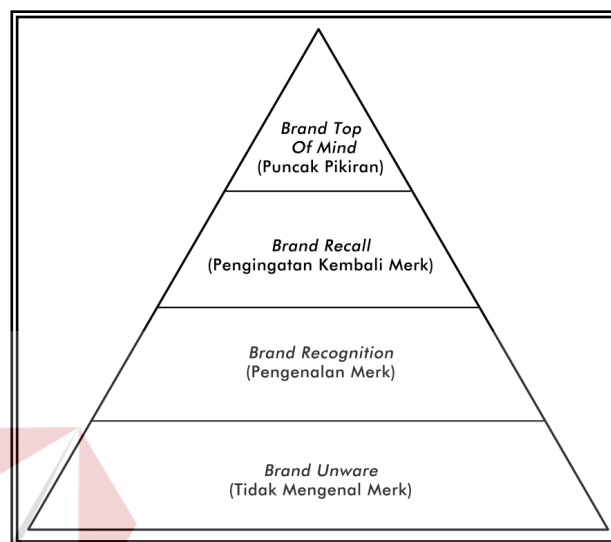 Brand Top
Of Mind
(Puncak Pikiran)
Brand Recall
(Pengingatan Kembali Merk)
Brand Recognition
(Pengenalan Merk)
Brand Unware
(Tidak Mengenal Merk)